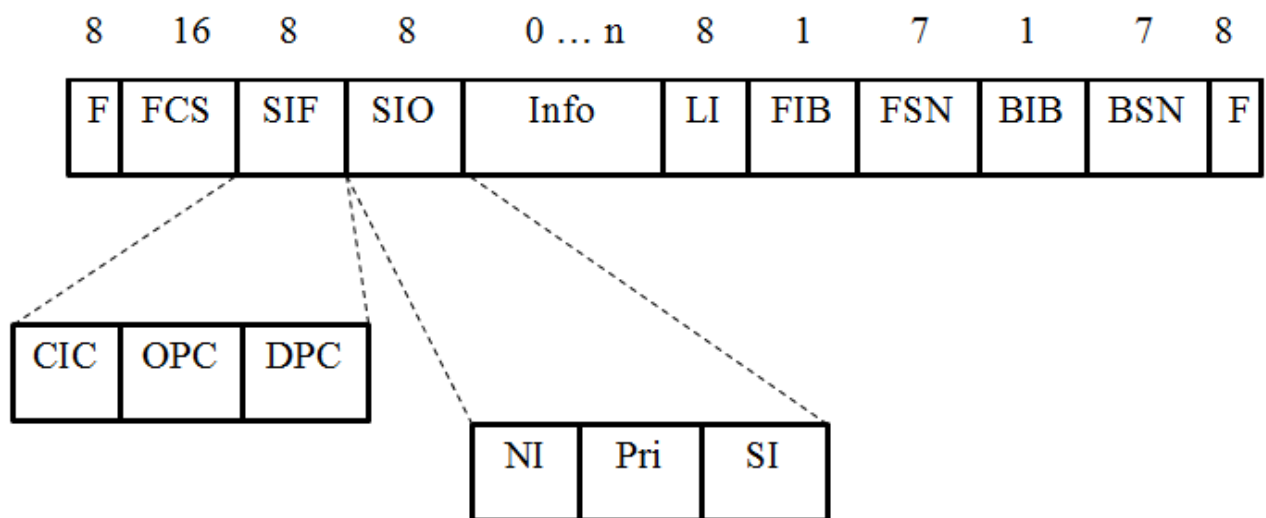 8 16 8 8 0 ... n 8 1 7 1 7 8
F FCS SIF SIO Info LI FIB FSN BIB BSN F
CIC OPC DPC
NI Pri SI